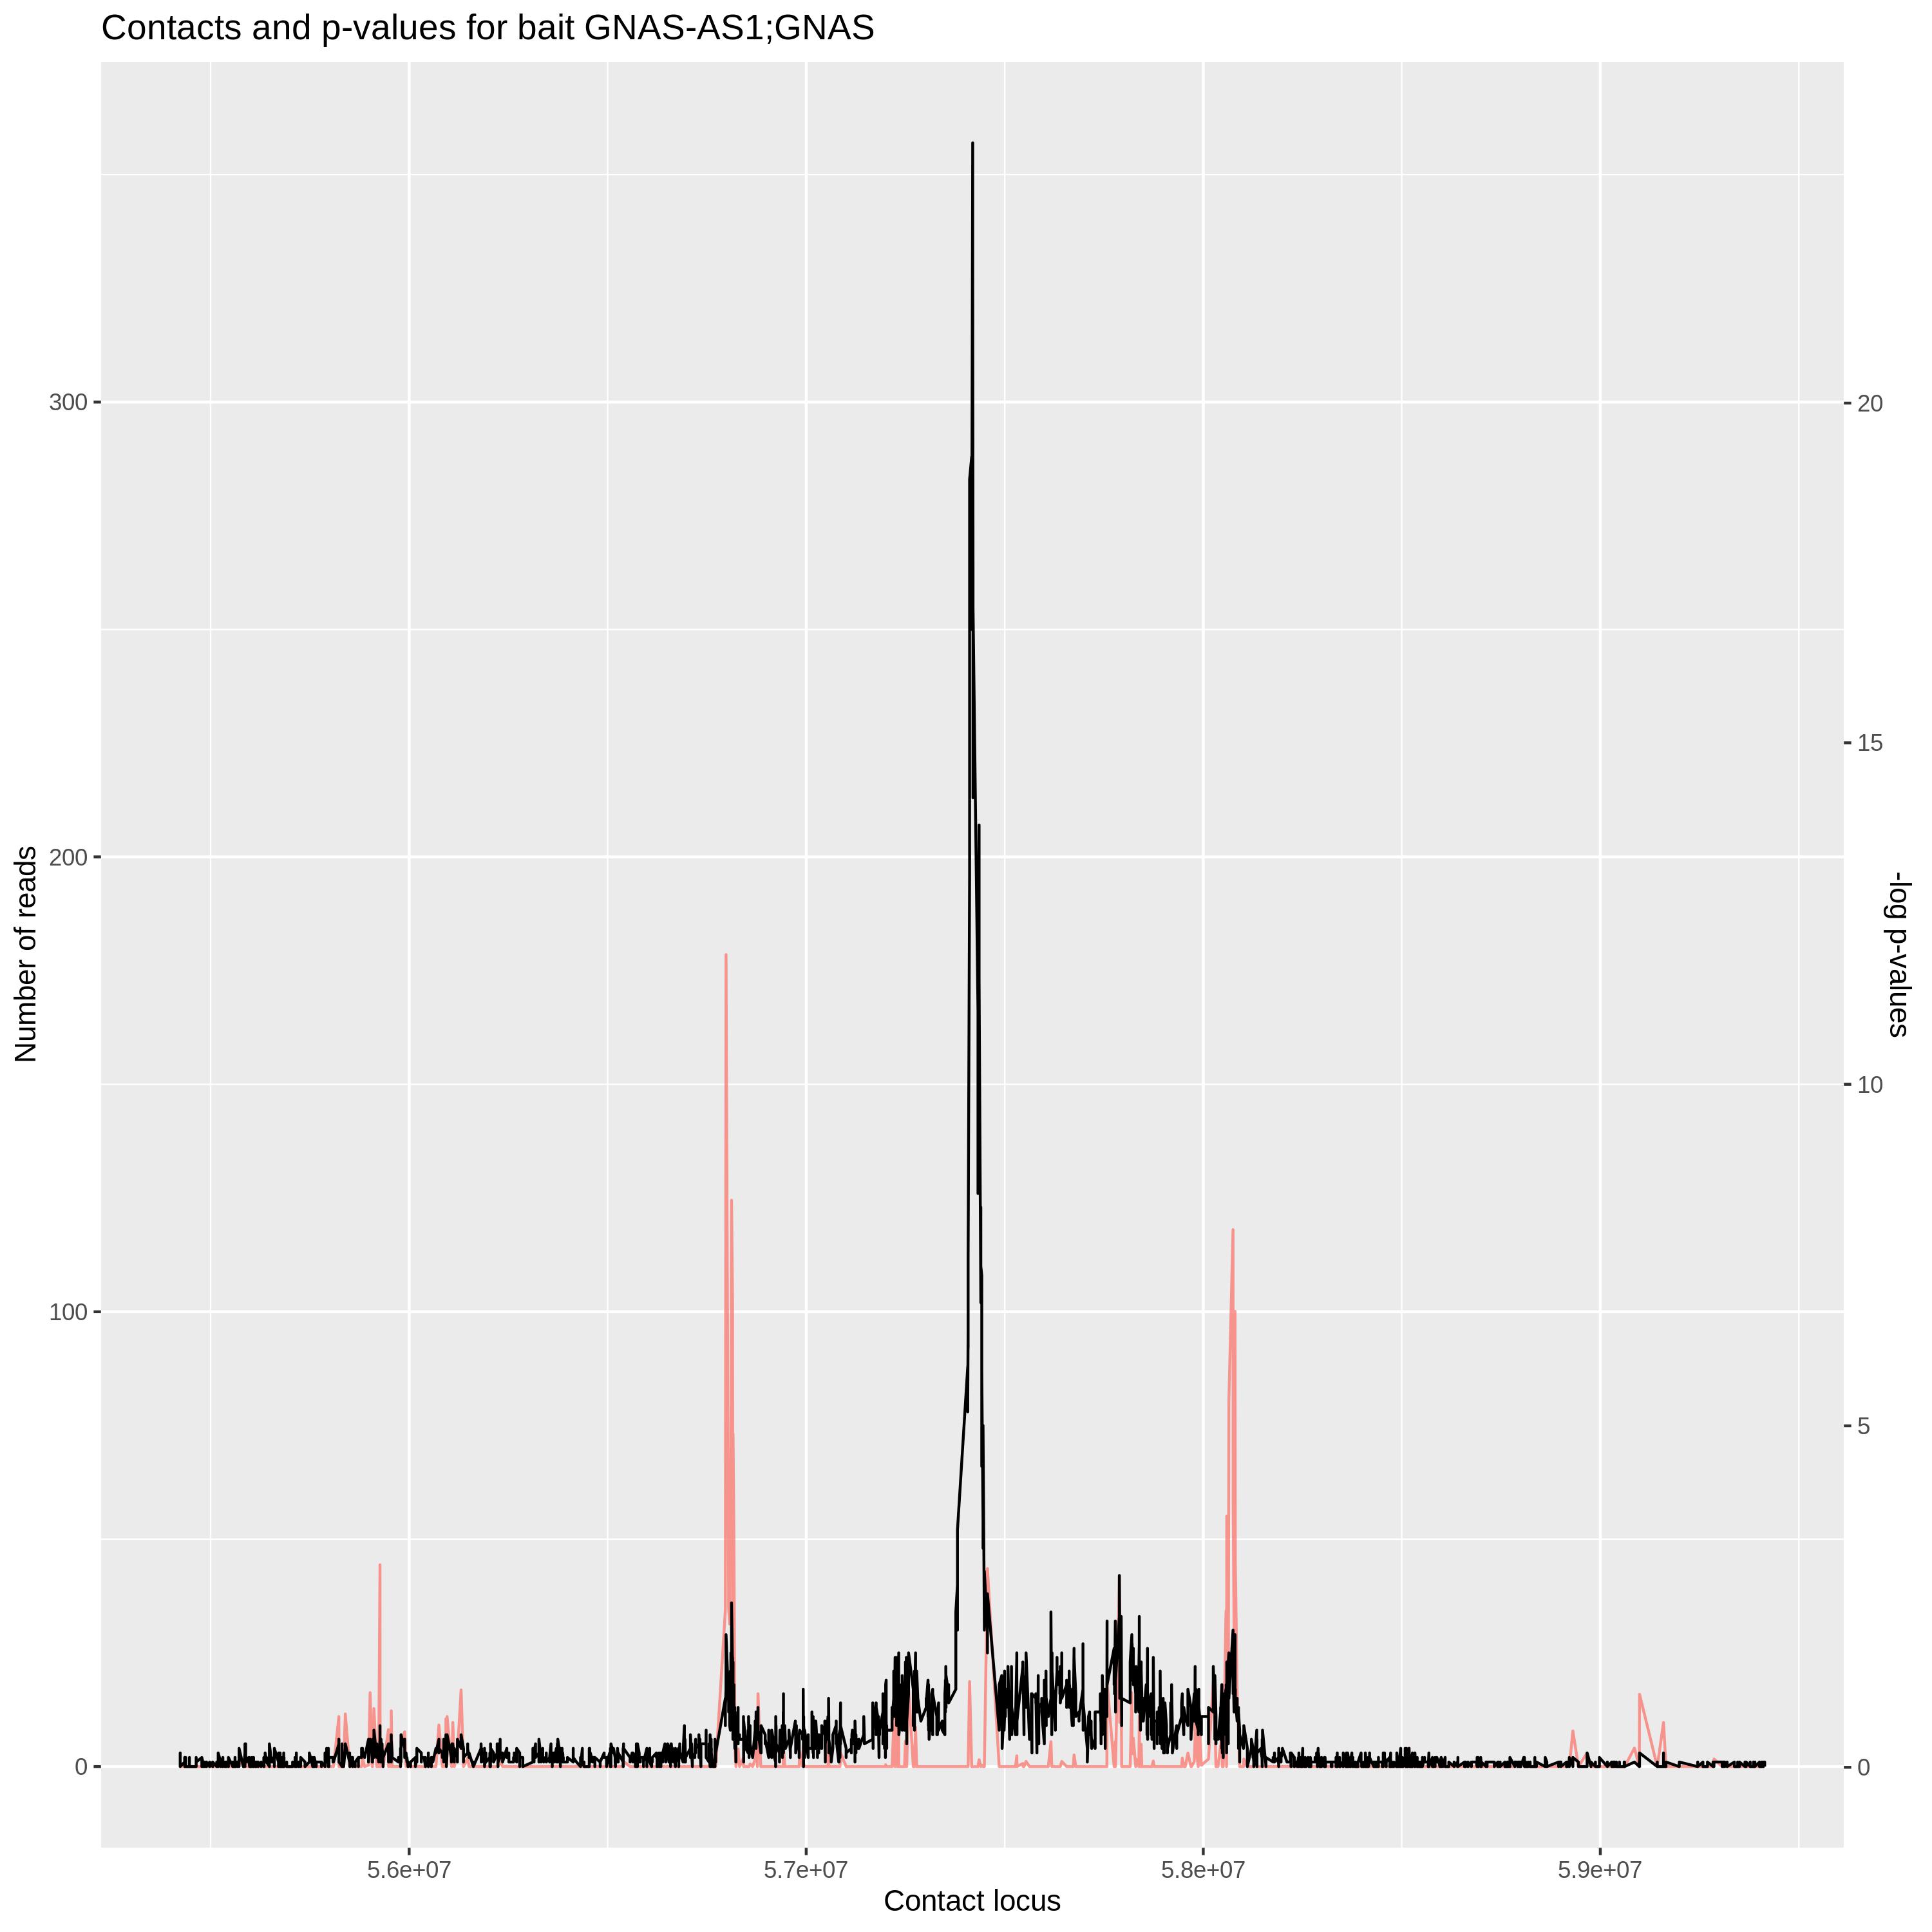 Contacts and p-values for bait GNAS-AS1;GNAS
Number of reads
300
200
100
0
20
15
10
5
0
-log p-values
5.6e+07
5.7e+07
5.8e+07
5.9e+07
Contact locus